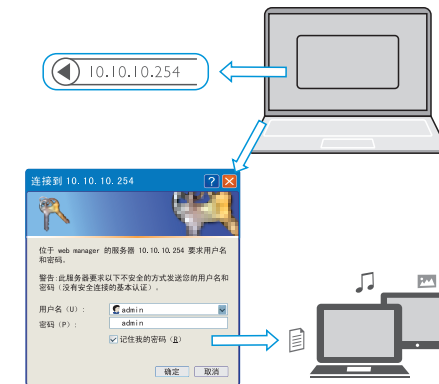 10.10.10.254
连接到 10.10.10.254
位于 web manager 的服务器 10.10.10.254 要求用户名
和密码。
警告:此服务器要求以不安全的方式发送您的用户名和
密码（没有安全连接的基本认证）。
用户名（U）： admin
密码（P）： admin
记住我的密码（R）
确定 取消